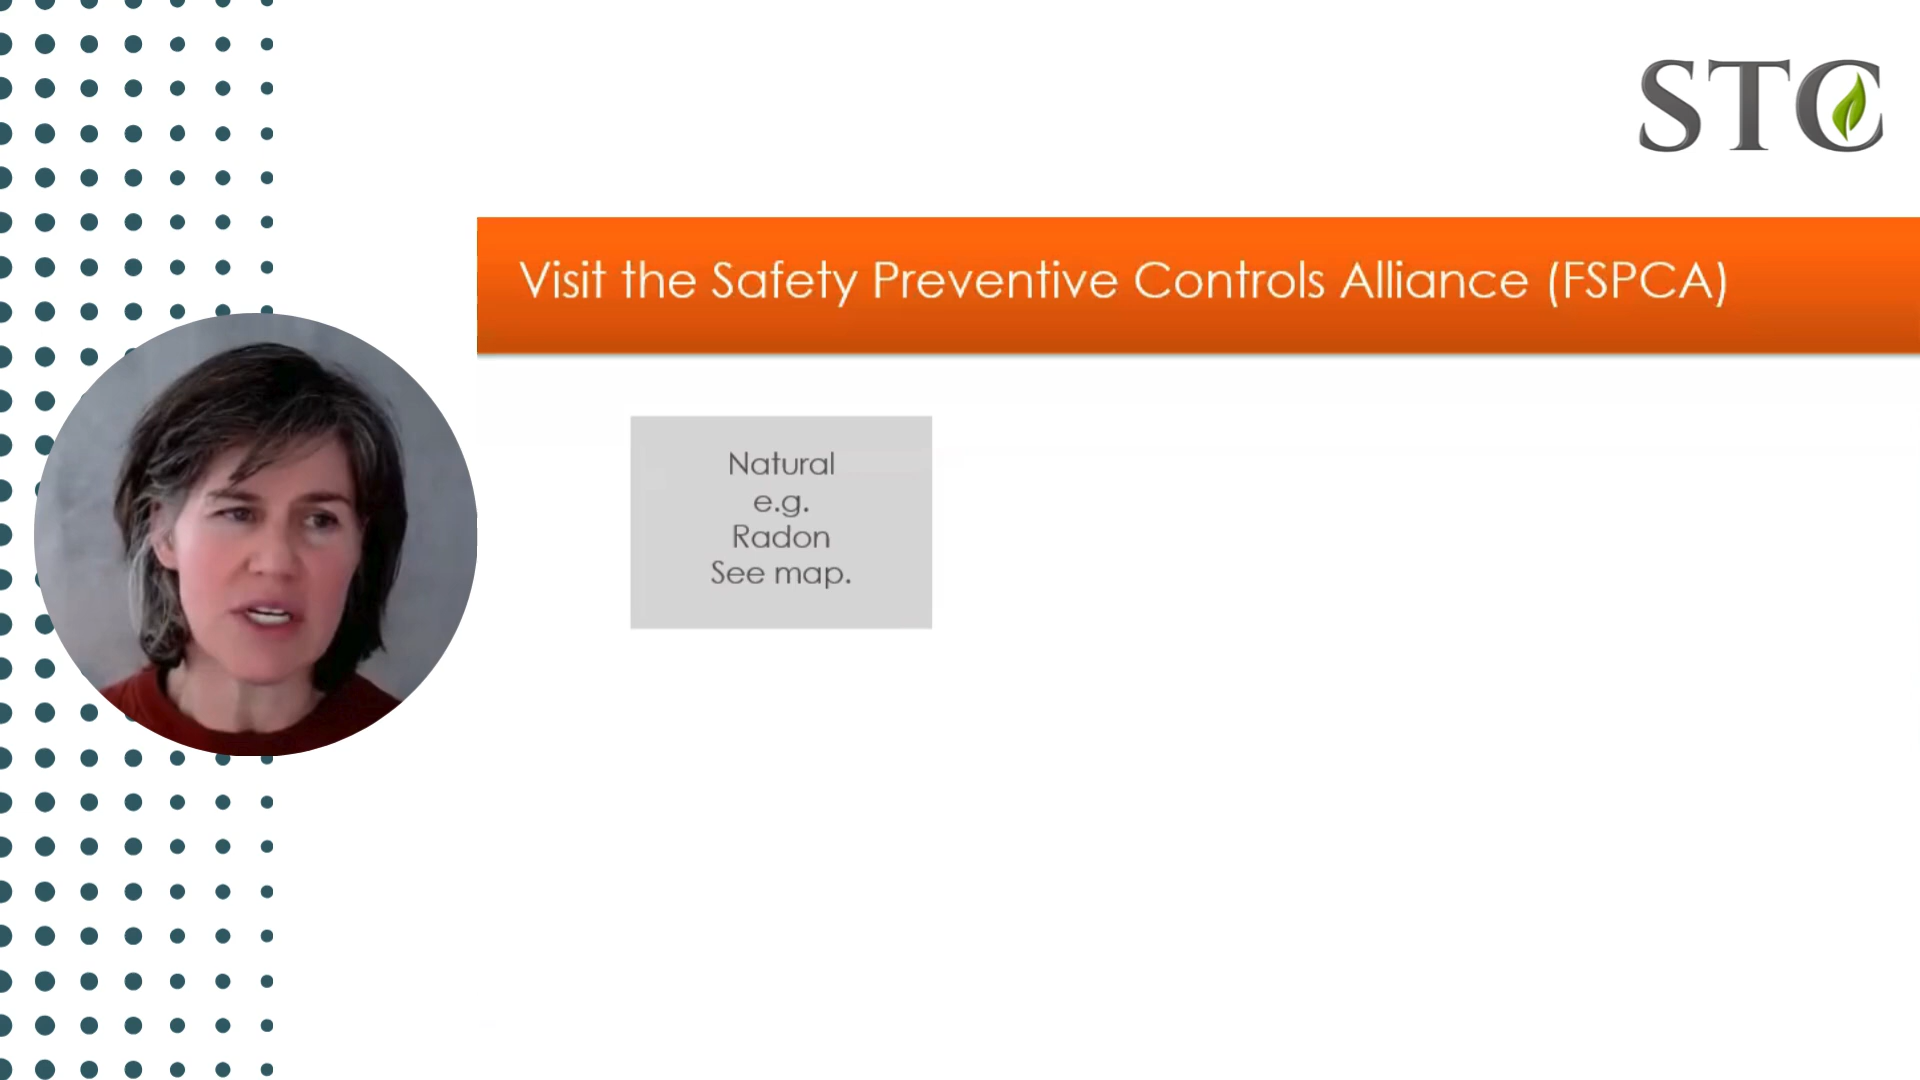 STC
Visit the Safety Preventive Controls Alliance (FSPCA)
Natural
e.g.
Radon
See map.